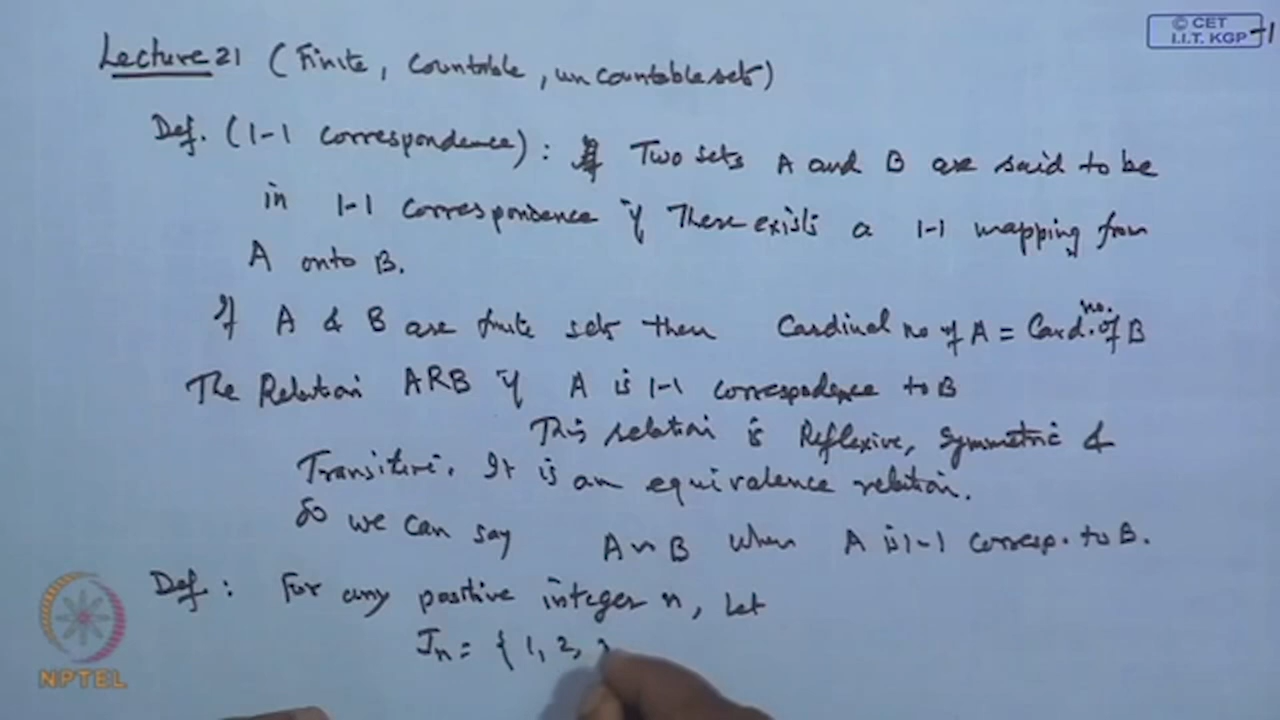 © CET
I.I.T. KGP
Lecture 21 (Finite, Countable, uncountable sets)
Def. (1-1 correspondence): Two sets A and B are said to be
in 1-1 correspondence if There exists a 1-1 mapping from
A onto B.
If A & B are finite sets then Cardinal no of A = Card. no. of B
The Relation ARB if A is 1-1 correspondence to B
This relation is Reflexive, Symmetric &
Transitive. It is an equivalence relation.
So we can say A ~ B when A is 1-1 corresp. to B.
Def: For any positive integer n, let
Jn = { 1, 2,
NPTEL